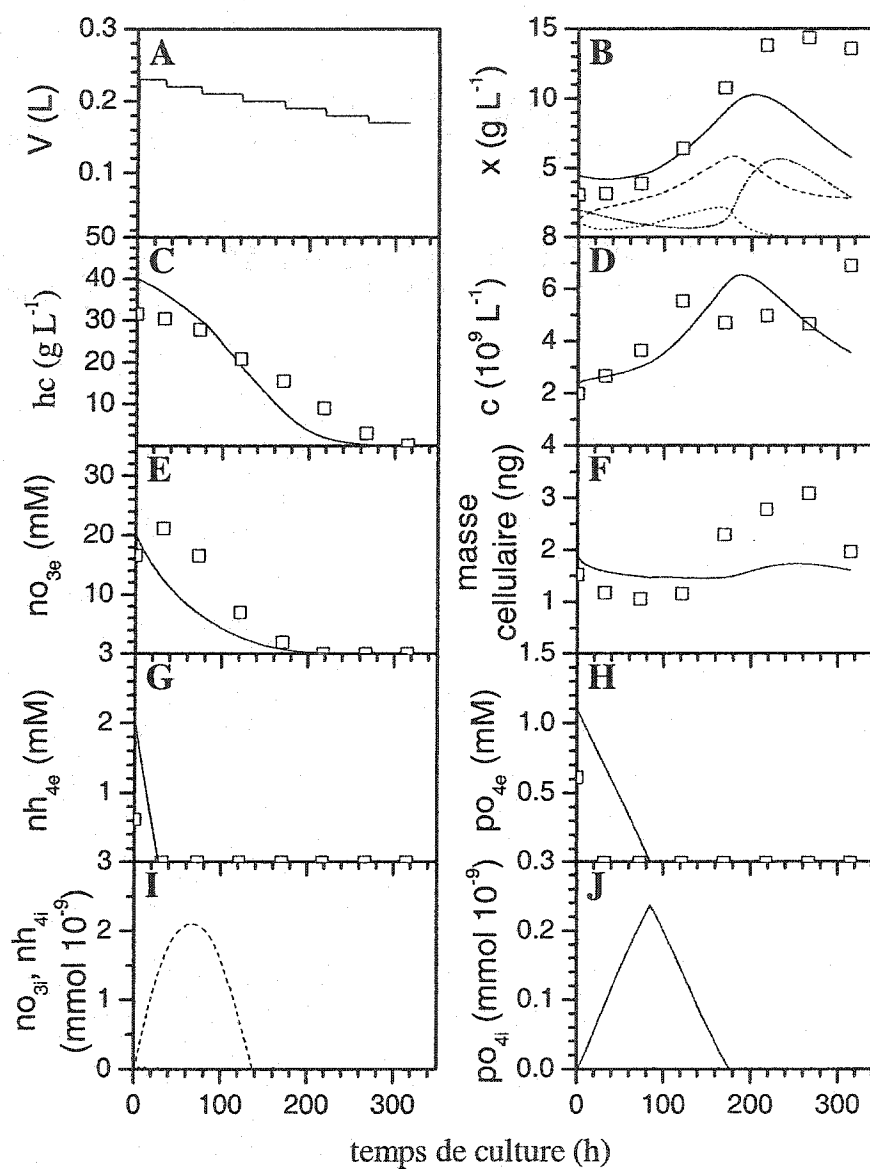 A
V (L)
0.3
0.2
0.1
50
B
x (g L⁻¹)
15
10
5
8
C
hc (g L⁻¹)
40
30
20
10
D
c (10⁹ L⁻¹)
6
4
2
4
E
no₃ₑ (mM)
30
20
10
3
F
masse
cellulaire (ng)
3
2
1
1.5
G
nh₄ₑ (mM)
2
1
3
H
po₄ₑ (mM)
1.0
0.5
0.3
I
no₃ᵢ, nh₄ᵢ
(mmol 10⁻⁹)
2
1
0
J
po₄ᵢ (mmol 10⁻⁹)
0.2
0.1
0.0
0 100 200 300
0 100 200 300
temps de culture (h)